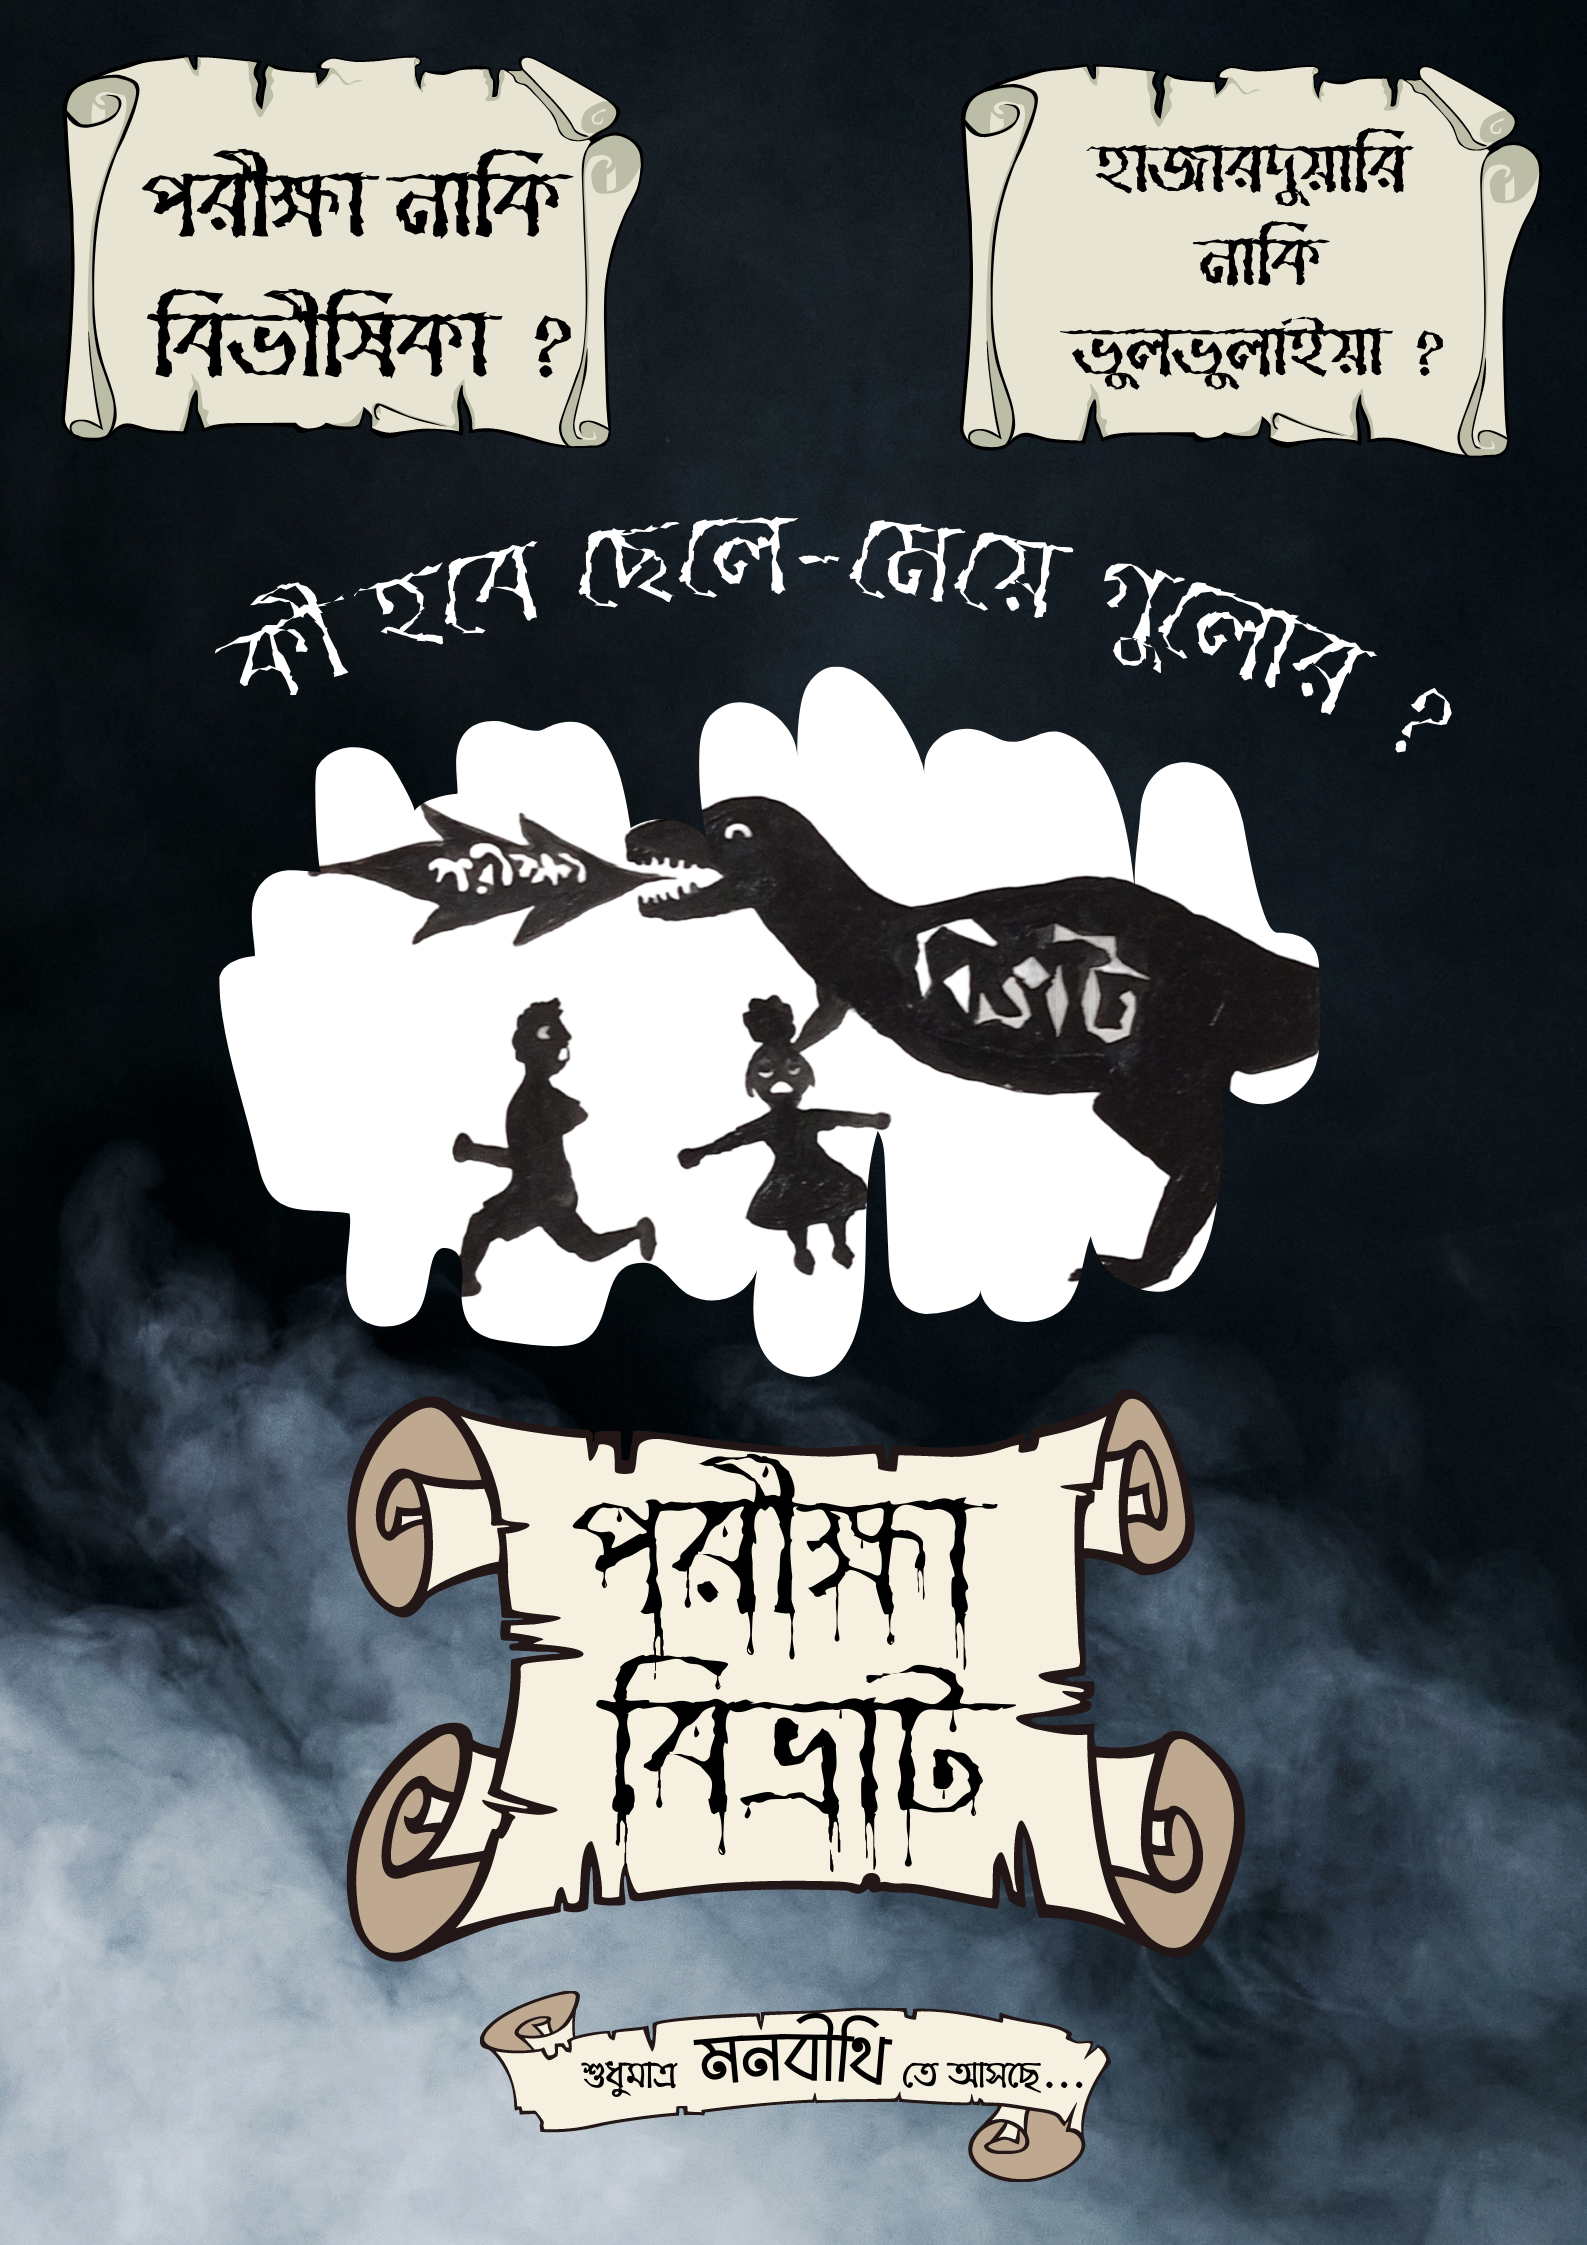 পরীক্ষা নাকি
বিভীষিকা ?
হাজারদুয়ারি
নাকি
ভুলভুলাইয়া ?
কী হবে ছেলে-মেয়ে গুলোর ?
পরীক্ষা
বিভ্রাট
পরীক্ষা
বিভ্রাট
শুধুমাত্র মনবীথি তে আসছে...